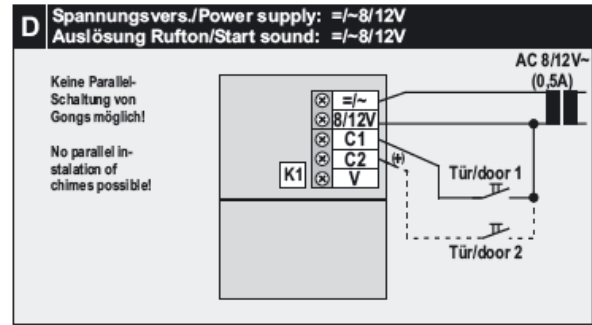 D
Spannungsvers./Power supply: =/~8/12V
Auslösung Rufton/Start sound: =/~8/12V
AC 8/12V~
(0,5A)
Keine Parallel-
Schaltung von
Gongs möglich!
No parallel in-
stalation of
chimes possible!
=/~
8/12V
C1
C2
V
K1
(+)
Tür/door 1
Tür/door 2